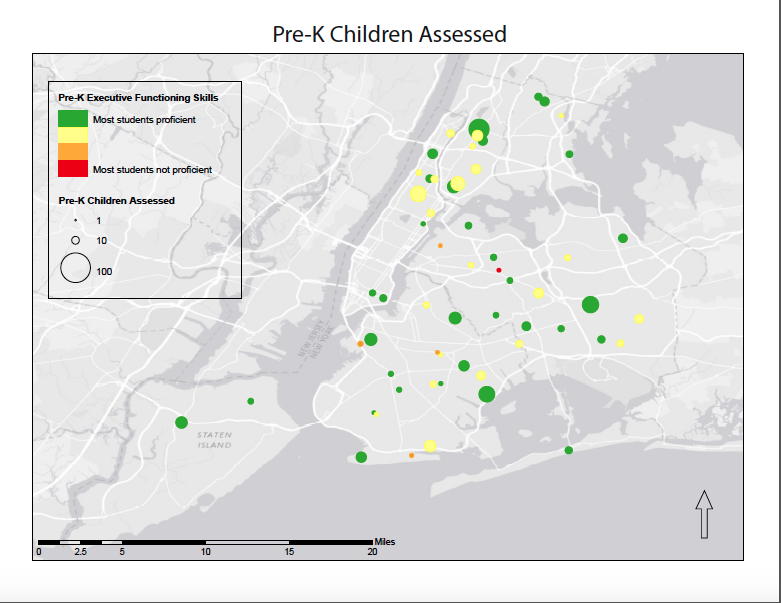 Pre-K Children Assessed
Pre-K Executive Functioning Skills
Most students proficient
Most students not proficient
Pre-K Children Assessed
1
10
100
NEW JERSEY
NEW YORK
STATEN
ISLAND
Miles
0 2.5 5 10 15 20